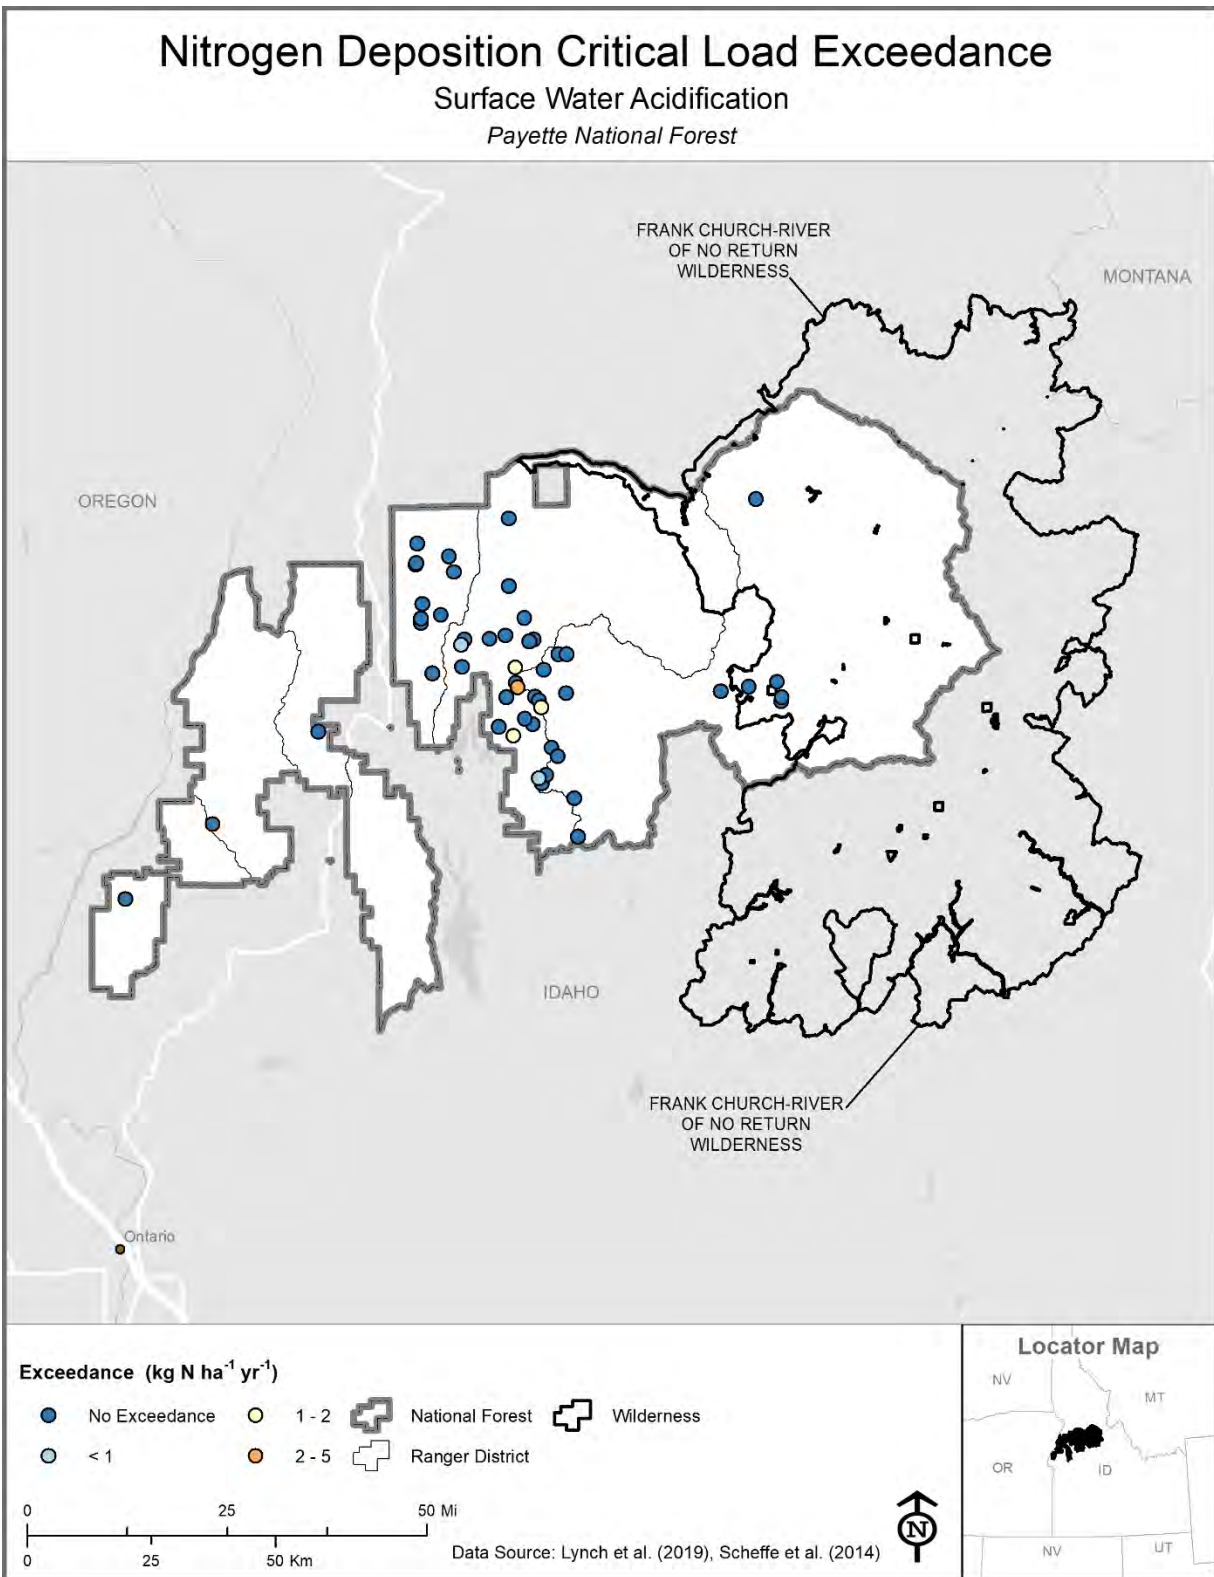 Nitrogen Deposition Critical Load Exceedance
Surface Water Acidification
Payette National Forest
FRANK CHURCH-RIVER
OF NO RETURN
WILDERNESS
MONTANA
OREGON
IDAHO
FRANK CHURCH-RIVER
OF NO RETURN
WILDERNESS
Ontario
Exceedance (kg N ha⁻¹ yr⁻¹)
No Exceedance
1 - 2
National Forest
Wilderness
< 1
2 - 5
Ranger District
0 25 50 Mi
0 25 50 Km
Data Source: Lynch et al. (2019), Scheffe et al. (2014)
N
Locator Map
NV
MT
OR
ID
NV
UT